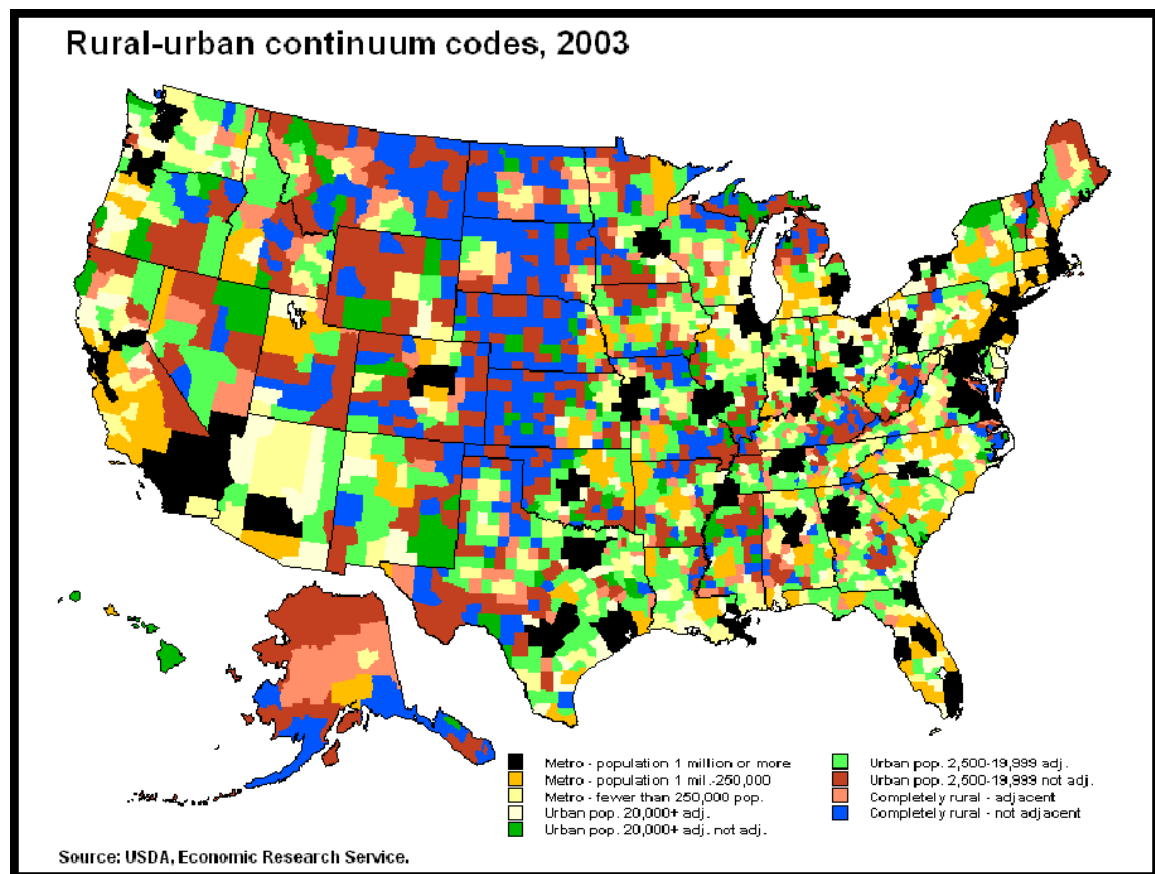 Rural-urban continuum codes, 2003
Metro - population 1 million or more
Metro - population 1 mil.-250,000
Metro - fewer than 250,000 pop.
Urban pop. 20,000+ adj.
Urban pop. 20,000+ adj. not adj.
Urban pop. 2,500-19,999 adj.
Urban pop. 2,500-19,999 not adj.
Completely rural - adjacent
Completely rural - not adjacent
Source: USDA, Economic Research Service.